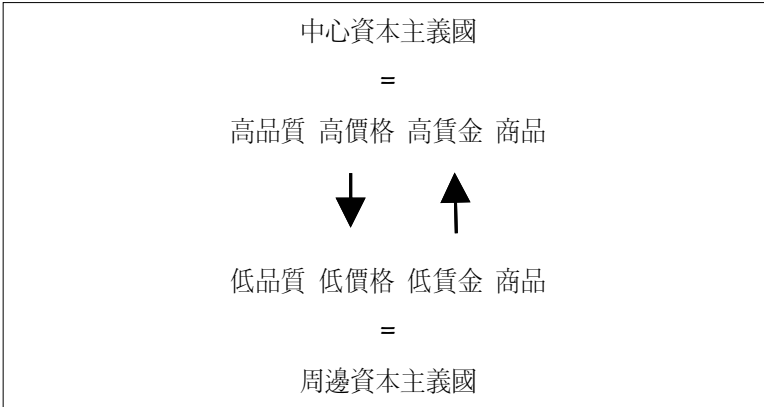 中心資本主義國
=
高品質 高價格 高賃金 商品
低品質 低價格 低賃金 商品
=
周邊資本主義國